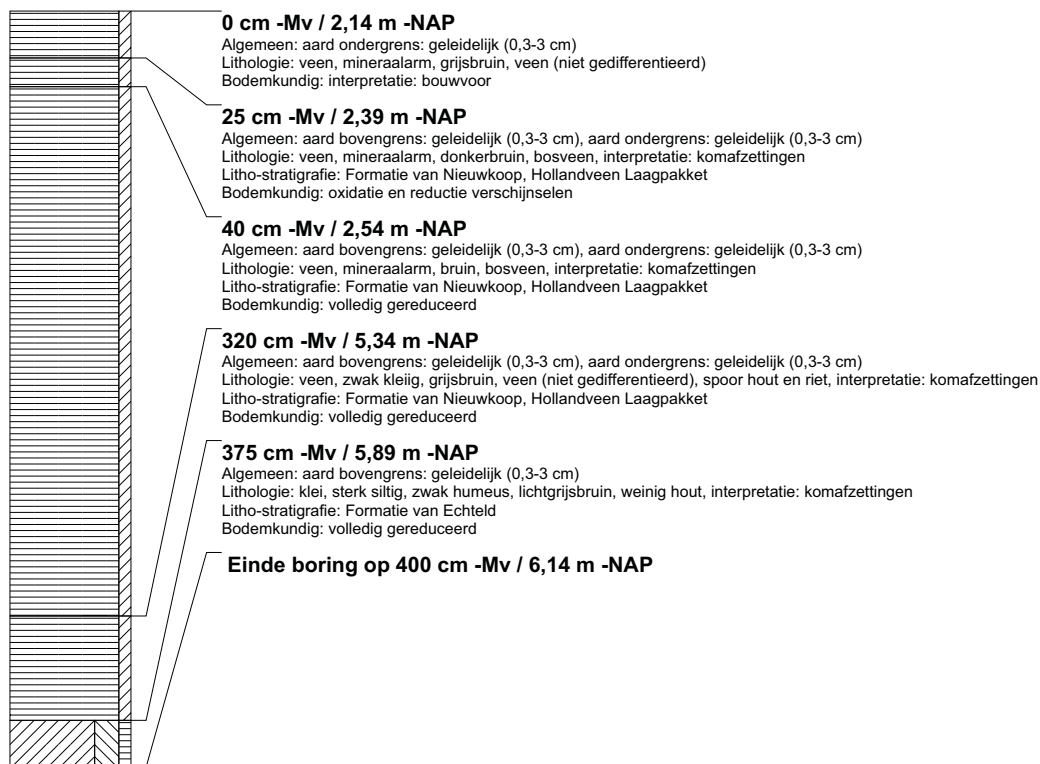 0 cm -Mv / 2,14 m -NAP
Algemeen: aard ondergrens: geleidelijk (0,3-3 cm)
Lithologie: veen, mineraalarm, grijsbruin, veen (niet gedifferentieerd)
Bodemkundig: interpretatie: bouwvoor
25 cm -Mv / 2,39 m -NAP
Algemeen: aard bovengrens: geleidelijk (0,3-3 cm), aard ondergrens: geleidelijk (0,3-3 cm)
Lithologie: veen, mineraalarm, donkerbruin, bosveen, interpretatie: komafzettingen
Litho-stratigrafie: Formatie van Nieuwkoop, Hollandveen Laagpakket
Bodemkundig: oxidatie en reductie verschijnselen
40 cm -Mv / 2,54 m -NAP
Algemeen: aard bovengrens: geleidelijk (0,3-3 cm), aard ondergrens: geleidelijk (0,3-3 cm)
Lithologie: veen, mineraalarm, bruin, bosveen, interpretatie: komafzettingen
Litho-stratigrafie: Formatie van Nieuwkoop, Hollandveen Laagpakket
Bodemkundig: volledig gereduceerd
320 cm -Mv / 5,34 m -NAP
Algemeen: aard bovengrens: geleidelijk (0,3-3 cm), aard ondergrens: geleidelijk (0,3-3 cm)
Lithologie: veen, zwak kleiig, grijsbruin, veen (niet gedifferentieerd), spoor hout en riet, interpretatie: komafzettingen
Litho-stratigrafie: Formatie van Nieuwkoop, Hollandveen Laagpakket
Bodemkundig: volledig gereduceerd
375 cm -Mv / 5,89 m -NAP
Algemeen: aard bovengrens: geleidelijk (0,3-3 cm)
Lithologie: klei, sterk siltig, zwak humeus, lichtgrijsbruin, weinig hout, interpretatie: komafzettingen
Litho-stratigrafie: Formatie van Echteld
Bodemkundig: volledig gereduceerd
Einde boring op 400 cm -Mv / 6,14 m -NAP